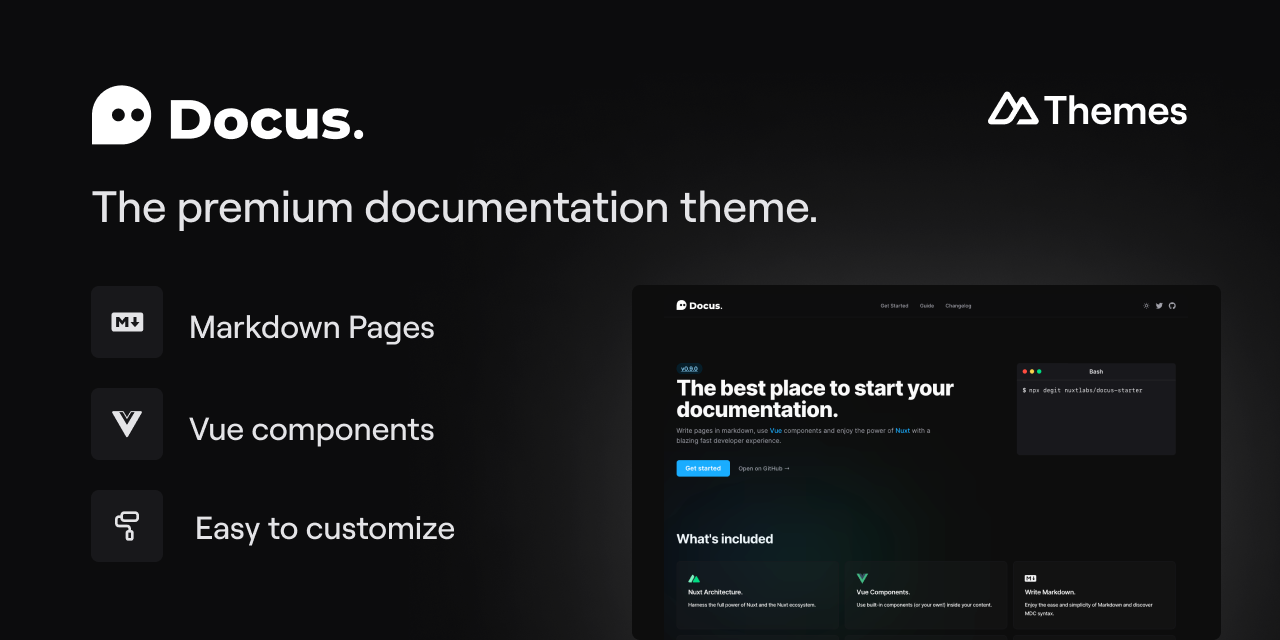 Docus.
Themes
The premium documentation theme.
Markdown Pages
Vue components
Easy to customize
Docus.
Get Started Guide Changelog
v0.9.0
The best place to start your
documentation.
Write pages in markdown, use Vue components and enjoy the power of Nuxt with a
blazing fast developer experience.
Get started Open on GitHub →
Bash
$ npx degit nuxtlabs/docus-starter
What's included
Nuxt Architecture.
Harness the full power of Nuxt and the Nuxt ecosystem.
Vue Components.
Use built-in components (or your own!) inside your content.
Write Markdown.
Enjoy the ease and simplicity of Markdown and discover
MDC syntax.